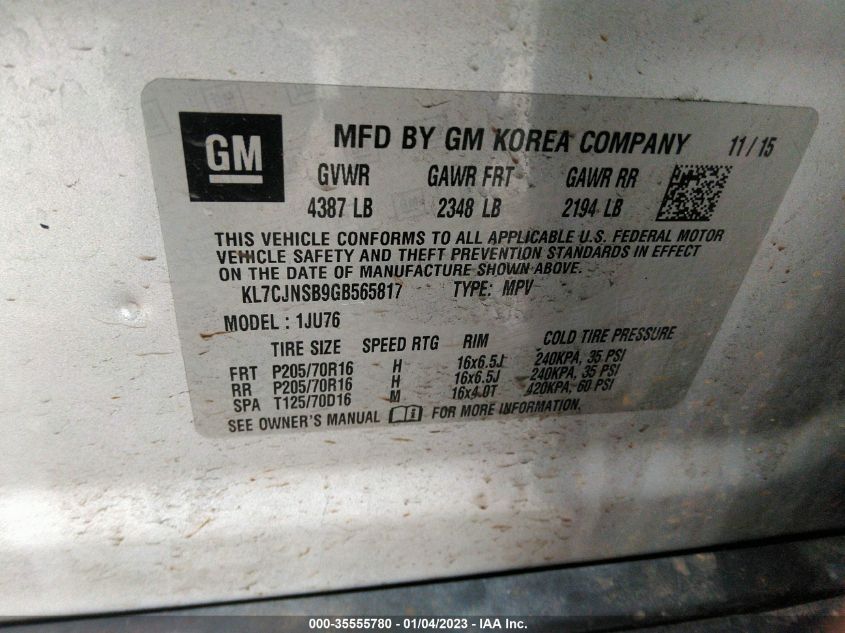 GM
MFD BY GM KOREA COMPANY 11/15
GVWR GAWR FRT GAWR RR
4387 LB 2348 LB 2194 LB
THIS VEHICLE CONFORMS TO ALL APPLICABLE U.S. FEDERAL MOTOR
VEHICLE SAFETY AND THEFT PREVENTION STANDARDS IN EFFECT
ON THE DATE OF MANUFACTURE SHOWN ABOVE.
KL7CJNSB9GB565817 TYPE: MPV
MODEL : 1JU76
TIRE SIZE SPEED RTG RIM COLD TIRE PRESSURE
FRT P205/70R16 H 16x6.5J 240KPA, 35 PSI
RR P205/70R16 H 16x6.5J 240KPA, 35 PSI
SPA T125/70D16 M 16x4.0T 420KPA, 60 PSI
SEE OWNER'S MANUAL i FOR MORE INFORMATION.
000-35555780 - 01/04/2023 - IAA Inc.